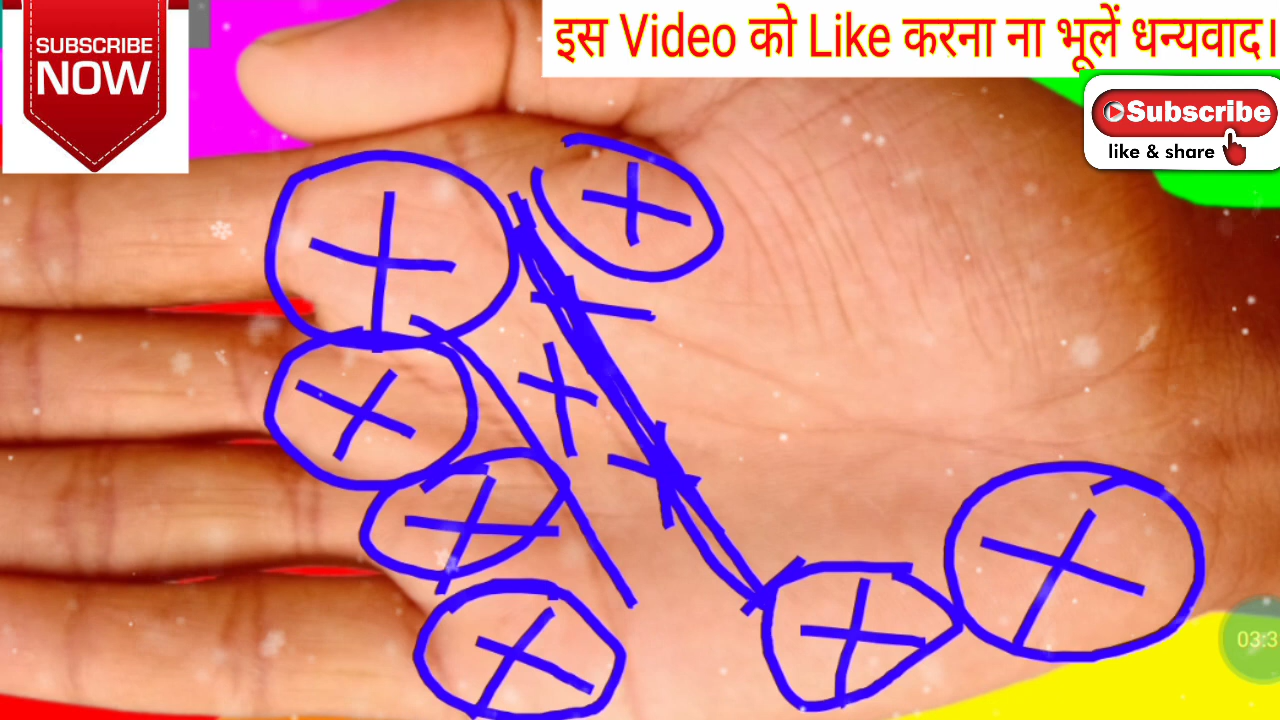 SUBSCRIBE
NOW
इस Video को Like करना ना भूलें धन्यवाद।
Subscribe
like & share
03:3